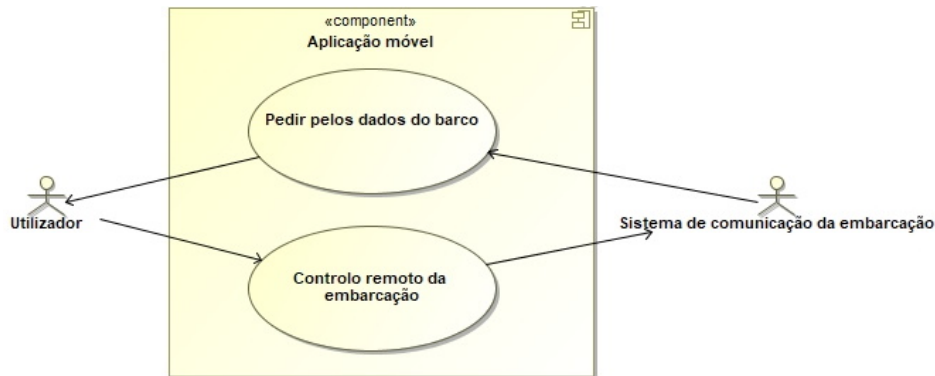 «component»
Aplicação móvel
Pedir pelos dados do barco
Utilizador
Sistema de comunicação da embarcação
Controlo remoto da
embarcação